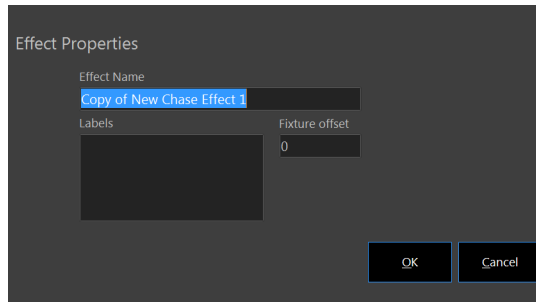 Effect Properties
Effect Name
Copy of New Chase Effect 1
Labels
Fixture offset
0
OK
Cancel